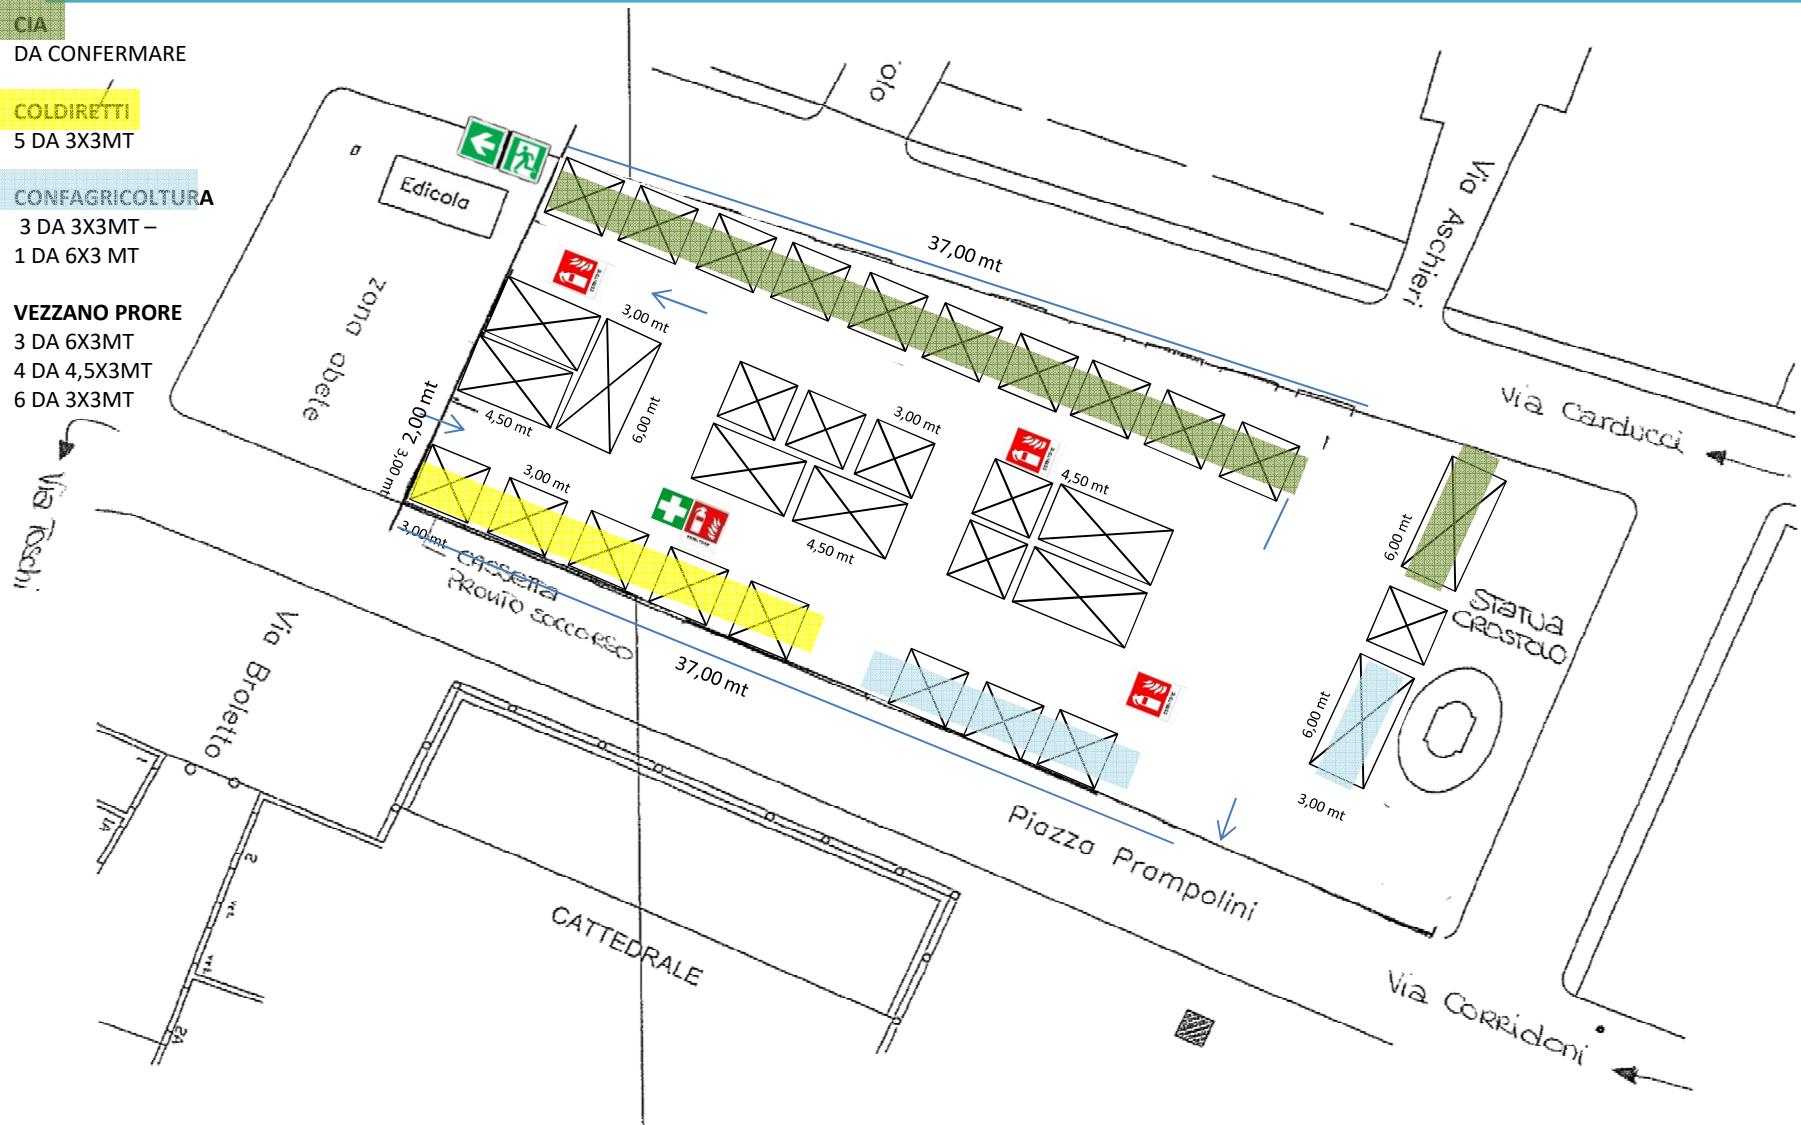 CIA
DA CONFERMARE
COLDIRETTI
5 DA 3X3MT
CONFAGRICOLTURA
3 DA 3X3MT –
1 DA 6X3 MT
VEZZANO PRORE
3 DA 6X3MT
4 DA 4,5X3MT
6 DA 3X3MT
Edicola
zona abete
37,00 mt
3,00 mt
6,00 mt
4,50 mt
2,00 mt
3,00 mt
3,00 mt
3,00 mt
3,00 mt
4,50 mt
4,50 mt
CASSETTA
PRONTO SOCCORSO
37,00 mt
6,00 mt
6,00 mt
3,00 mt
STATUA
CROSTOLO
Via Aschieri
Via Carducci
Via Toschi
Via Broletto
CATTEDRALE
Piazza Prampolini
Via Corridoni